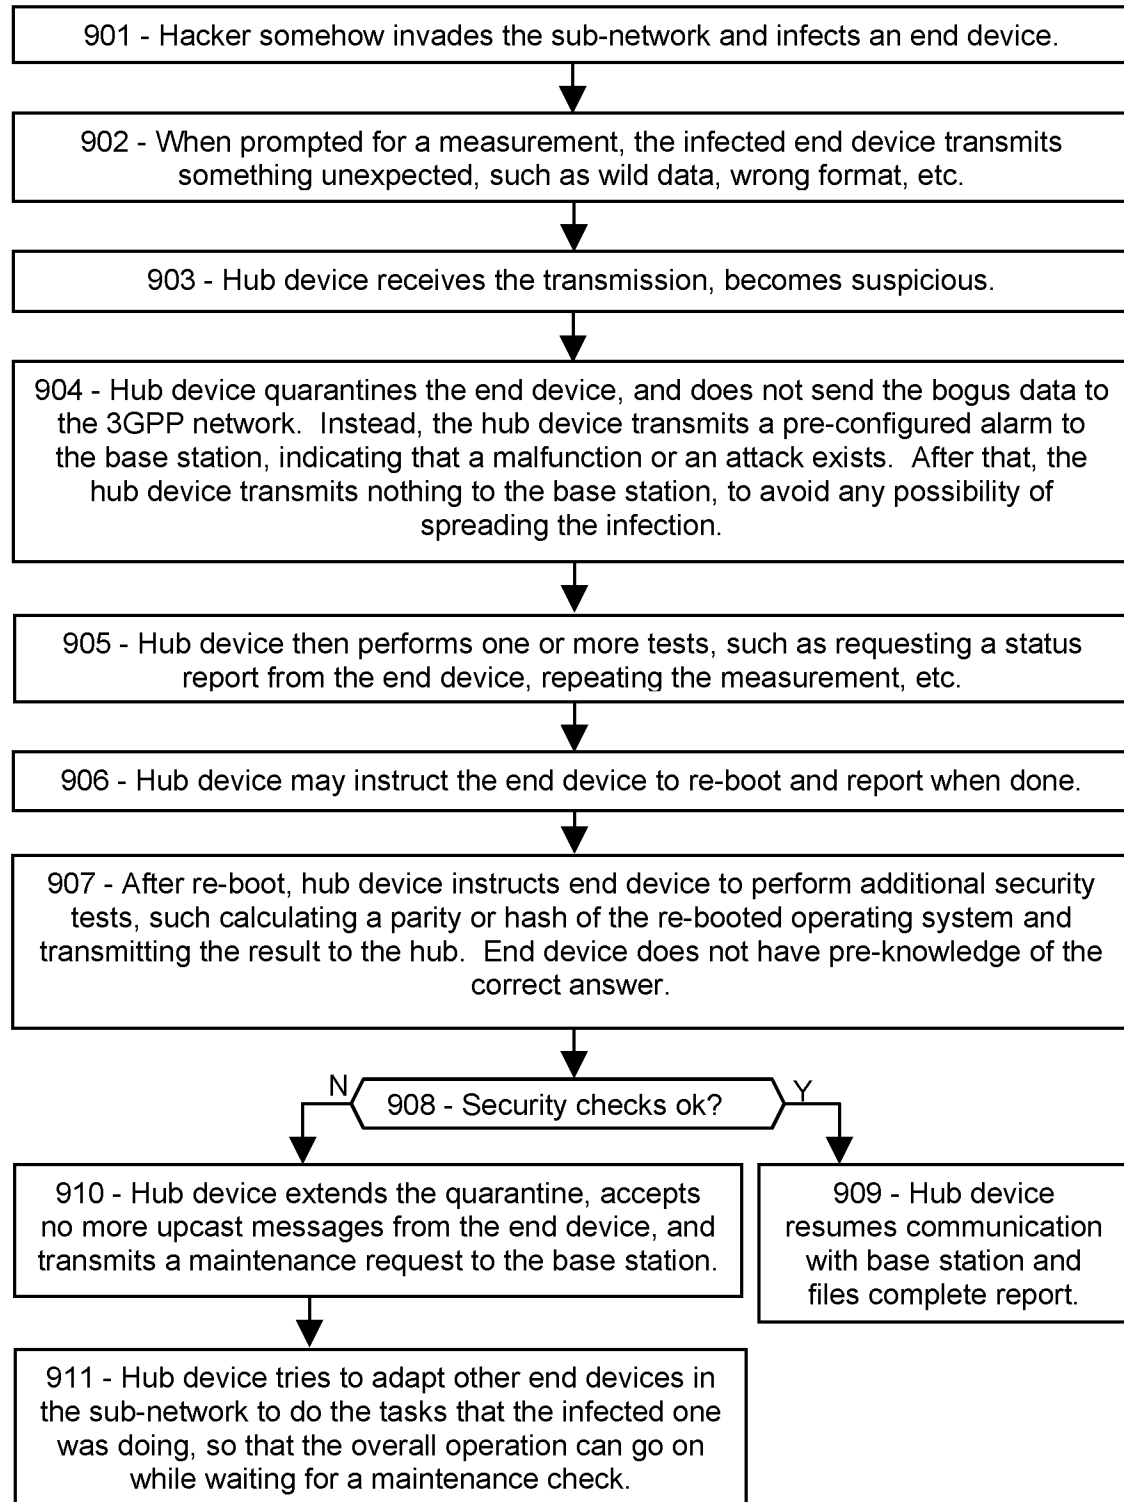 901 - Hacker somehow invades the sub-network and infects an end device.
902 - When prompted for a measurement, the infected end device transmits
something unexpected, such as wild data, wrong format, etc.
903 - Hub device receives the transmission, becomes suspicious.
904 - Hub device quarantines the end device, and does not send the bogus data to
the 3GPP network.  Instead, the hub device transmits a pre-configured alarm to
the base station, indicating that a malfunction or an attack exists.  After that, the
hub device transmits nothing to the base station, to avoid any possibility of
spreading the infection.
905 - Hub device then performs one or more tests, such as requesting a status
report from the end device, repeating the measurement, etc.
906 - Hub device may instruct the end device to re-boot and report when done.
907 - After re-boot, hub device instructs end device to perform additional security
tests, such calculating a parity or hash of the re-booted operating system and
transmitting the result to the hub.  End device does not have pre-knowledge of the
correct answer.
N
908 - Security checks ok?
Y
910 - Hub device extends the quarantine, accepts
no more upcast messages from the end device, and
transmits a maintenance request to the base station.
909 - Hub device
resumes communication
with base station and
files complete report.
911 - Hub device tries to adapt other end devices in
the sub-network to do the tasks that the infected one
was doing, so that the overall operation can go on
while waiting for a maintenance check.